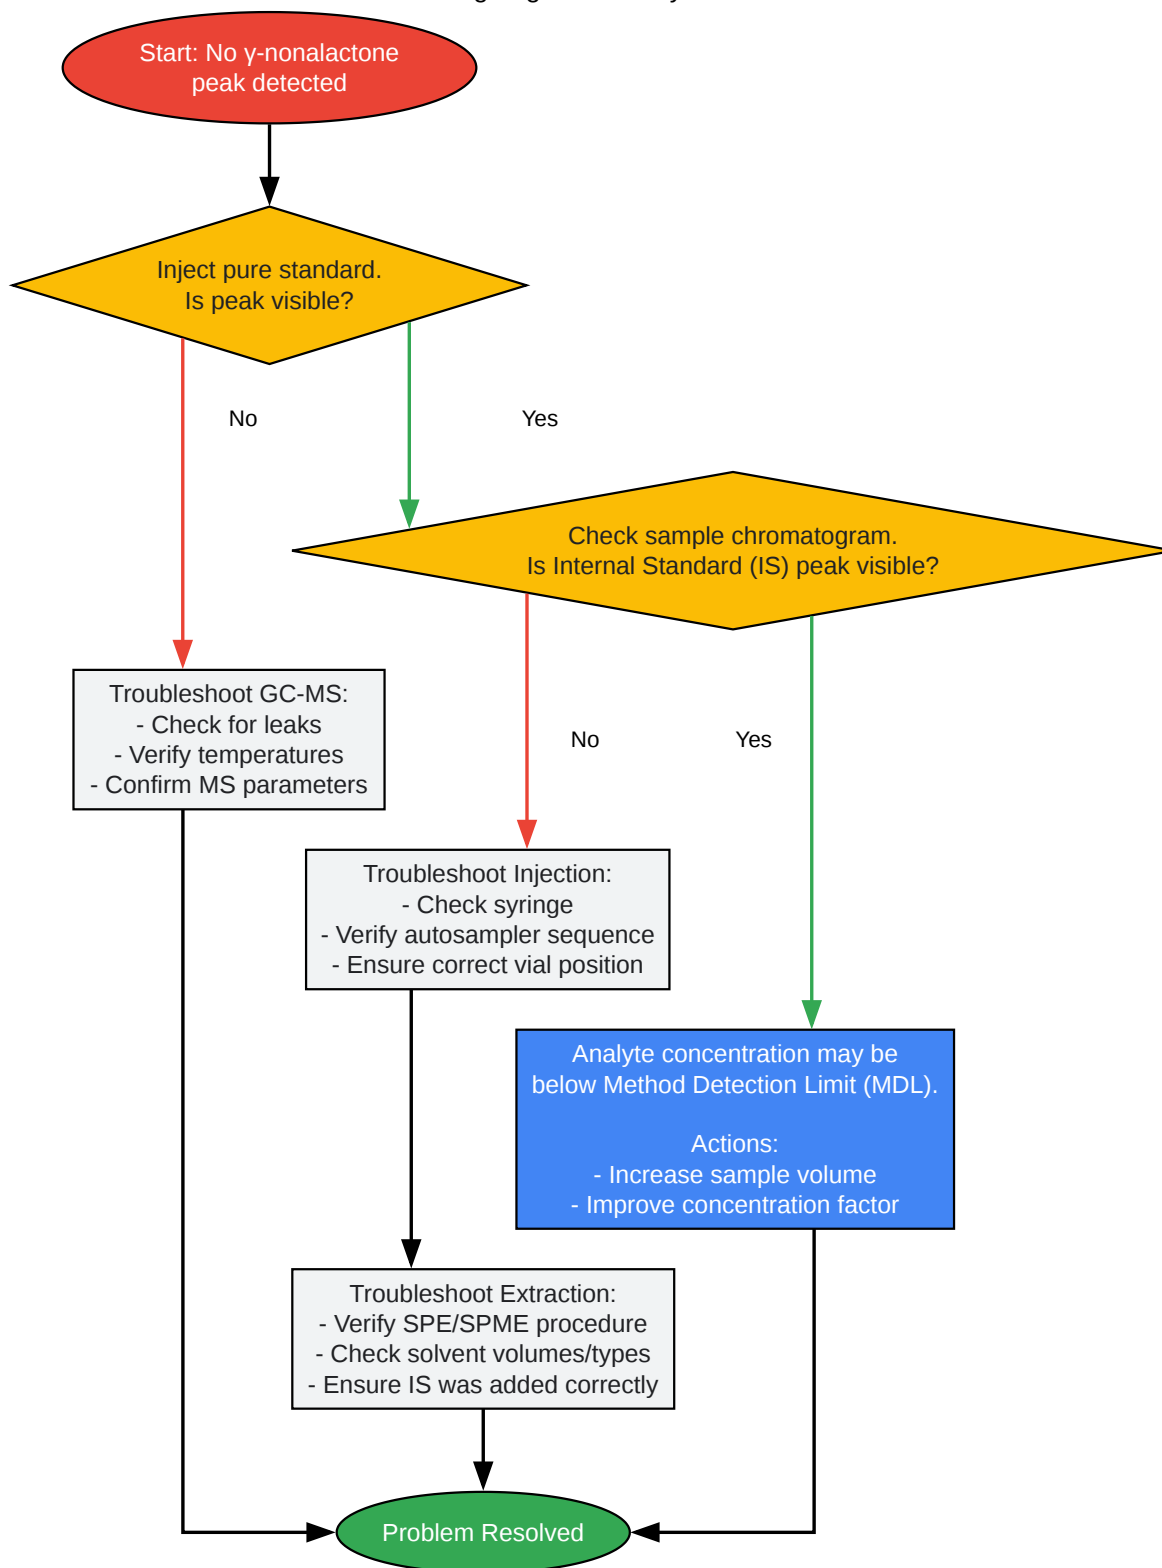 Start: No γ-nonalactone
peak detected
Inject pure standard.
Is peak visible?
No
Yes
Check sample chromatogram.
Is Internal Standard (IS) peak visible?
Troubleshoot GC-MS:
- Check for leaks
- Verify temperatures
- Confirm MS parameters
No
Yes
Troubleshoot Injection:
- Check syringe
- Verify autosampler sequence
- Ensure correct vial position
Analyte concentration may be
below Method Detection Limit (MDL).
Actions:
- Increase sample volume
- Improve concentration factor
Troubleshoot Extraction:
- Verify SPE/SPME procedure
- Check solvent volumes/types
- Ensure IS was added correctly
Problem Resolved